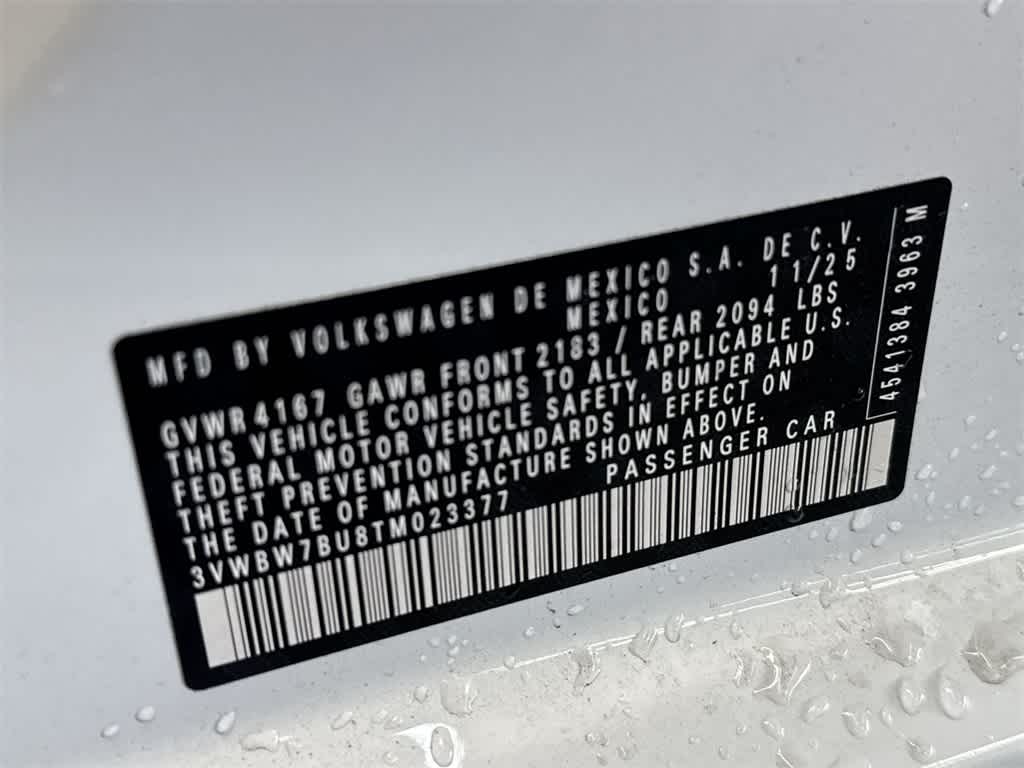 MFD BY VOLKSWAGEN DE MEXICO S.A. DE C.V.
MEXICO 11/25
GVWR 4167 GAWR FRONT 2183 / REAR 2094 LBS
THIS VEHICLE CONFORMS TO ALL APPLICABLE U.S.
FEDERAL MOTOR VEHICLE SAFETY, BUMPER AND
THEFT PREVENTION STANDARDS IN EFFECT ON
THE DATE OF MANUFACTURE SHOWN ABOVE.
3VWBW7BU8TM023377 PASSENGER CAR
4541384 3963 M